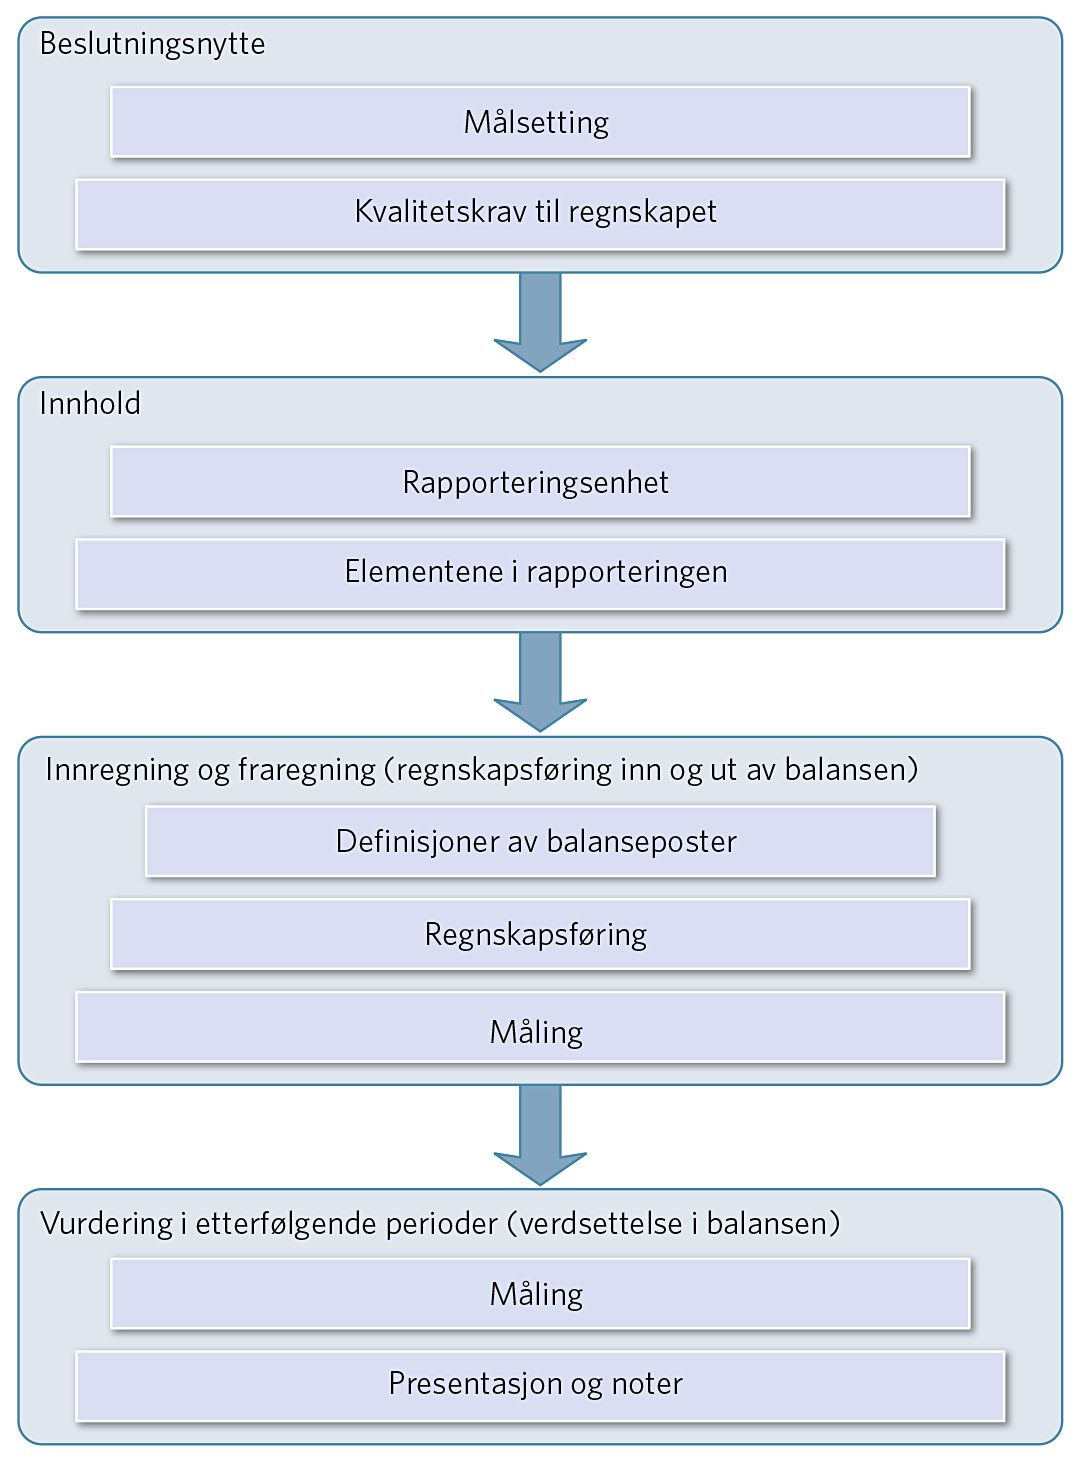 Beslutningsnytte
Målsetting
Kvalitetskrav til regnskapet
Innhold
Rapporteringsenhet
Elementene i rapporteringen
Innregning og fraregning (regnskapsføring inn og ut av balansen)
Definisjoner av balanseposter
Regnskapsføring
Måling
Vurdering i etterfølgende perioder (verdsettelse i balansen)
Måling
Presentasjon og noter